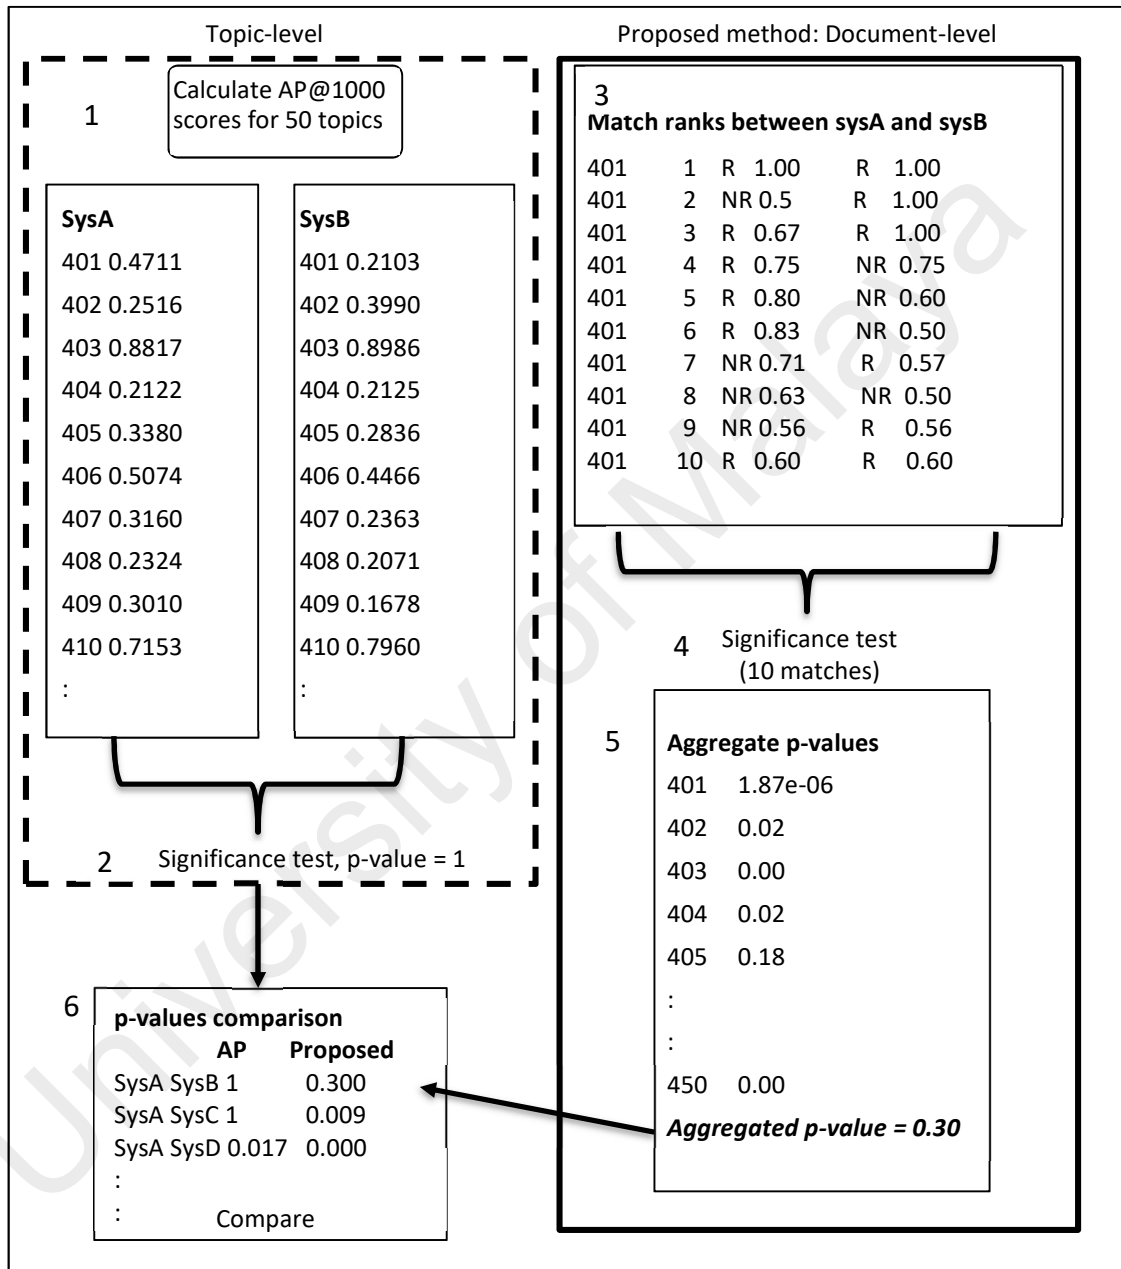 Topic-level
1
Calculate AP@1000
scores for 50 topics
SysA
401 0.4711
402 0.2516
403 0.8817
404 0.2122
405 0.3380
406 0.5074
407 0.3160
408 0.2324
409 0.3010
410 0.7153
:
SysB
401 0.2103
402 0.3990
403 0.8986
404 0.2125
405 0.2836
406 0.4466
407 0.2363
408 0.2071
409 0.1678
410 0.7960
:
2 Significance test, p-value = 1
Proposed method: Document-level
3
Match ranks between sysA and sysB
401 1 R 1.00 R 1.00
401 2 NR 0.5 R 1.00
401 3 R 0.67 R 1.00
401 4 R 0.75 NR 0.75
401 5 R 0.80 NR 0.60
401 6 R 0.83 NR 0.50
401 7 NR 0.71 R 0.57
401 8 NR 0.63 NR 0.50
401 9 NR 0.56 R 0.56
401 10 R 0.60 R 0.60
4 Significance test
(10 matches)
5
Aggregate p-values
401 1.87e-06
402 0.02
403 0.00
404 0.02
405 0.18
:
:
450 0.00
Aggregated p-value = 0.30
6
p-values comparison
AP Proposed
SysA SysB 1 0.300
SysA SysC 1 0.009
SysA SysD 0.017 0.000
:
: Compare
University of Malaya